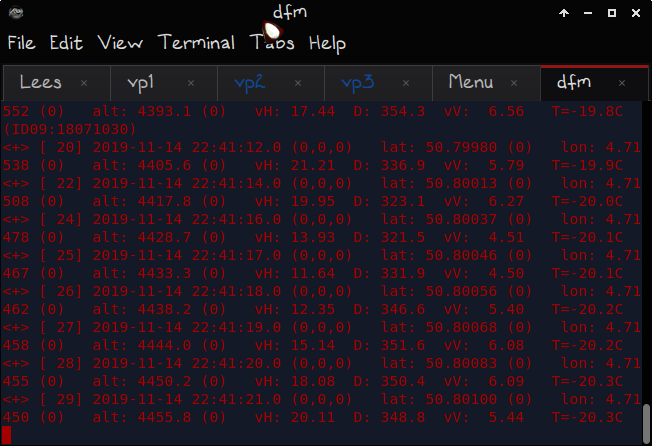 dfm
File Edit View Terminal Tabs Help
Lees × vp1 × vp2 × vp3 × Menu × dfm ×
552 (0) alt: 4393.1 (0) vH: 17.44 D: 354.3 vV: 6.56 T=-19.8C
(ID09:18071030)
<+> [ 20] 2019-11-14 22:41:12.0 (0,0,0) lat: 50.79980 (0) lon: 4.71
538 (0) alt: 4405.6 (0) vH: 21.21 D: 336.9 vV: 5.79 T=-19.9C
<+> [ 22] 2019-11-14 22:41:14.0 (0,0,0) lat: 50.80013 (0) lon: 4.71
508 (0) alt: 4417.8 (0) vH: 19.95 D: 323.1 vV: 6.27 T=-20.0C
<+> [ 24] 2019-11-14 22:41:16.0 (0,0,0) lat: 50.80037 (0) lon: 4.71
478 (0) alt: 4428.7 (0) vH: 13.93 D: 321.5 vV: 4.51 T=-20.1C
<+> [ 25] 2019-11-14 22:41:17.0 (0,0,0) lat: 50.80046 (0) lon: 4.71
467 (0) alt: 4433.3 (0) vH: 11.64 D: 331.9 vV: 4.50 T=-20.1C
<+> [ 26] 2019-11-14 22:41:18.0 (0,0,0) lat: 50.80056 (0) lon: 4.71
462 (0) alt: 4438.2 (0) vH: 12.35 D: 346.6 vV: 5.40 T=-20.2C
<+> [ 27] 2019-11-14 22:41:19.0 (0,0,0) lat: 50.80068 (0) lon: 4.71
458 (0) alt: 4444.0 (0) vH: 15.14 D: 351.6 vV: 6.08 T=-20.2C
<+> [ 28] 2019-11-14 22:41:20.0 (0,0,0) lat: 50.80083 (0) lon: 4.71
455 (0) alt: 4450.2 (0) vH: 18.08 D: 350.4 vV: 6.09 T=-20.3C
<+> [ 29] 2019-11-14 22:41:21.0 (0,0,0) lat: 50.80100 (0) lon: 4.71
450 (0) alt: 4455.8 (0) vH: 20.11 D: 348.8 vV: 5.44 T=-20.3C